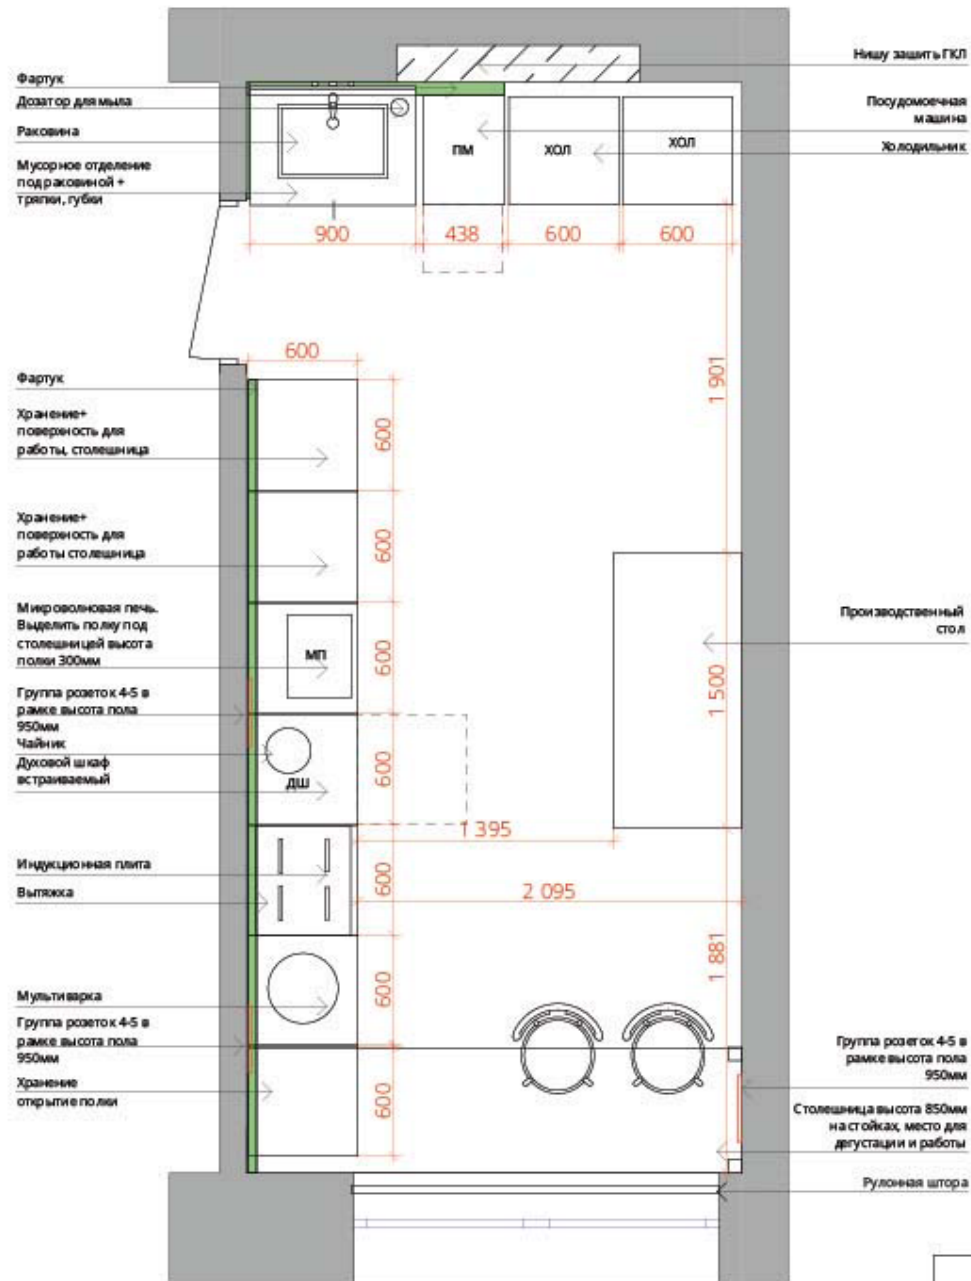 Фартук
Дозатор для мыла
Раковина
Мусорное отделение
под раковиной +
тряпки, губки
Нишу зашить ГКЛ
Посудомоечная
машина
Холодильник
ПМ
ХОЛ
ХОЛ
900
438
600
600
600
1 901
Фартук
Хранение+
поверхность для
работы, столешница
600
Хранение+
поверхность для
работы столешница
600
Микроволновая печь.
Выделить полку под
столешницей высота
полки 300мм
МП
600
Производственный
стол
1 500
Группа розеток 4-5 в
рамке высота пола
950мм
Чайник
Духовой шкаф
встраиваемый
ДШ
600
1 395
Индукционная плита
Вытяжка
600
2 095
1 881
Мультиварка
600
Группа розеток 4-5 в
рамке высота пола
950мм
Хранение
открытие полки
600
Группа розеток 4-5 в
рамке высота пола
950мм
Столешница высота 850мм
на стойках, место для
дегустации и работы
Рулонная штора